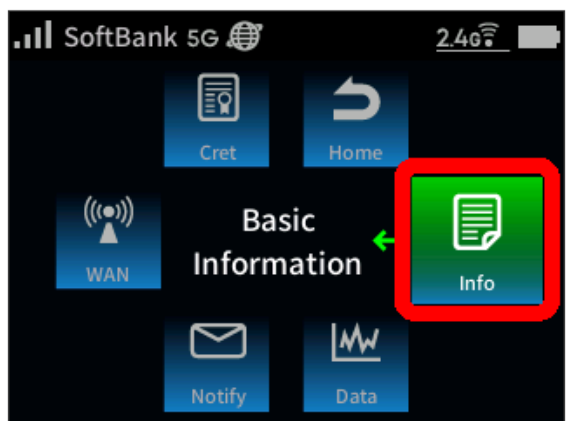 SoftBank 5G 2.4G
Cret Home
WAN Basic
Information Info
Notify Data